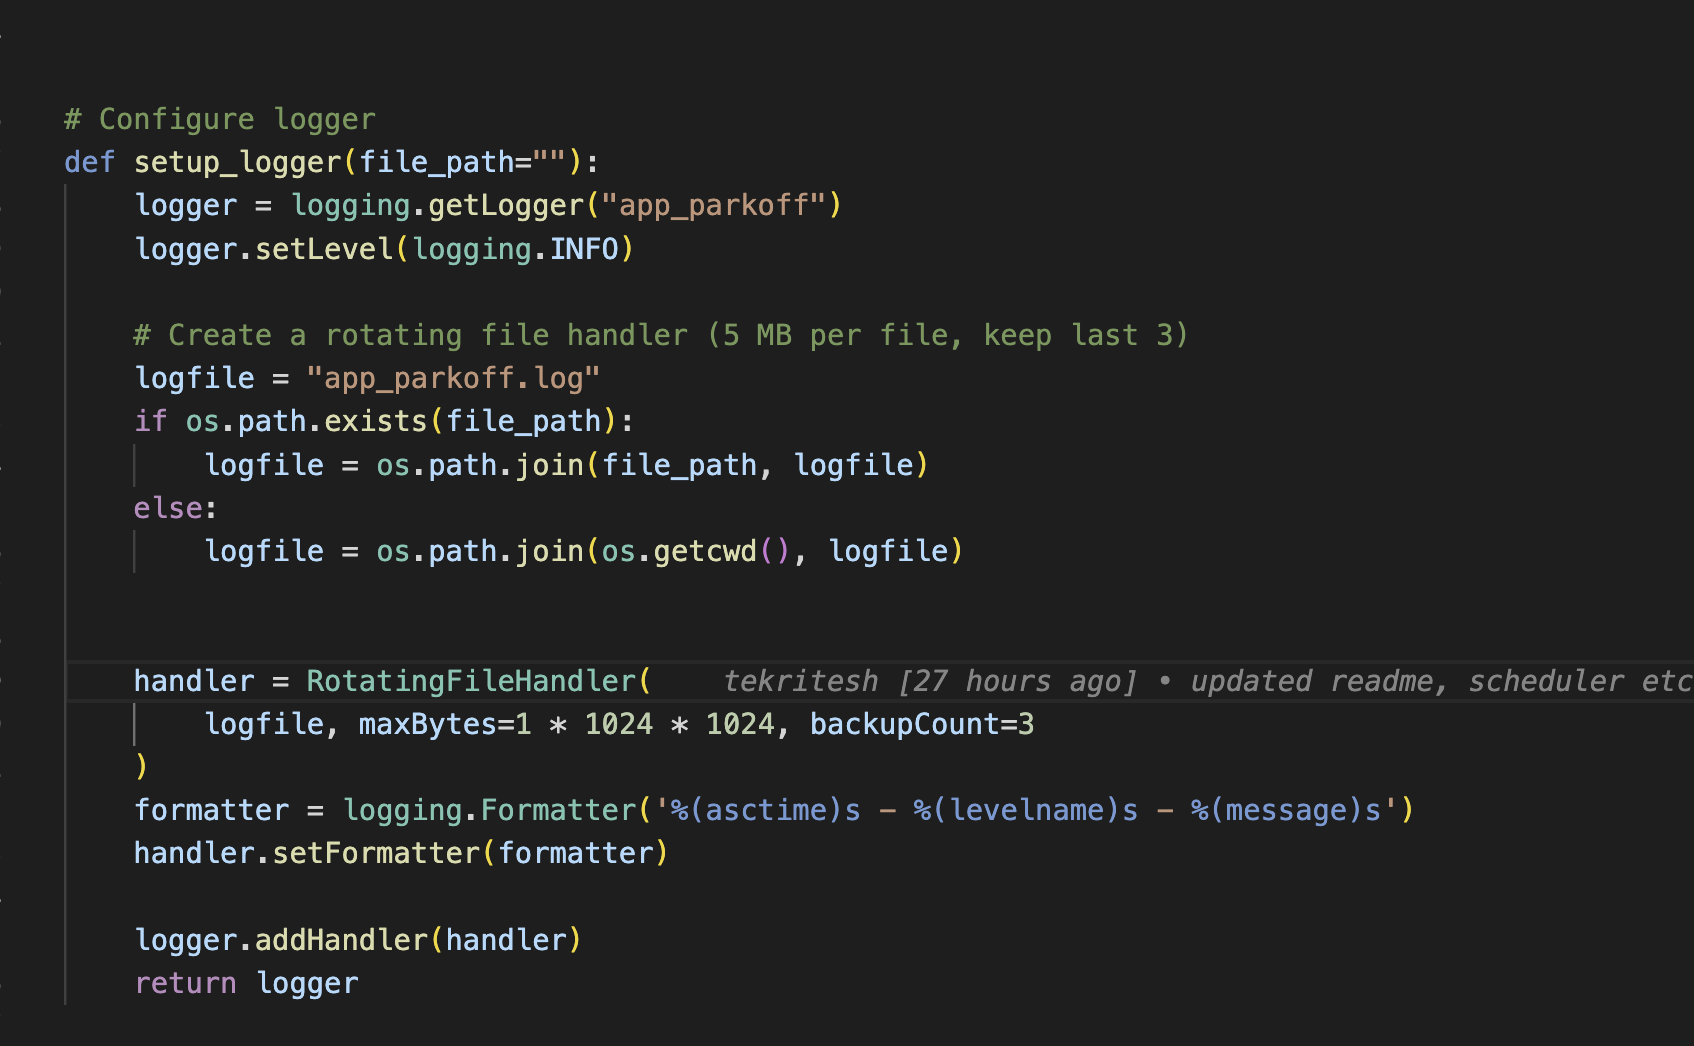 # Configure logger
def setup_logger(file_path=""):
    logger = logging.getLogger("app_parkoff")
    logger.setLevel(logging.INFO)
    # Create a rotating file handler (5 MB per file, keep last 3)
    logfile = "app_parkoff.log"
    if os.path.exists(file_path):
        logfile = os.path.join(file_path, logfile)
    else:
        logfile = os.path.join(os.getcwd(), logfile)
    handler = RotatingFileHandler(    tekritesh [27 hours ago] • updated readme, scheduler etc
        logfile, maxBytes=1 * 1024 * 1024, backupCount=3
    )
    formatter = logging.Formatter('%(asctime)s - %(levelname)s - %(message)s')
    handler.setFormatter(formatter)
    logger.addHandler(handler)
    return logger